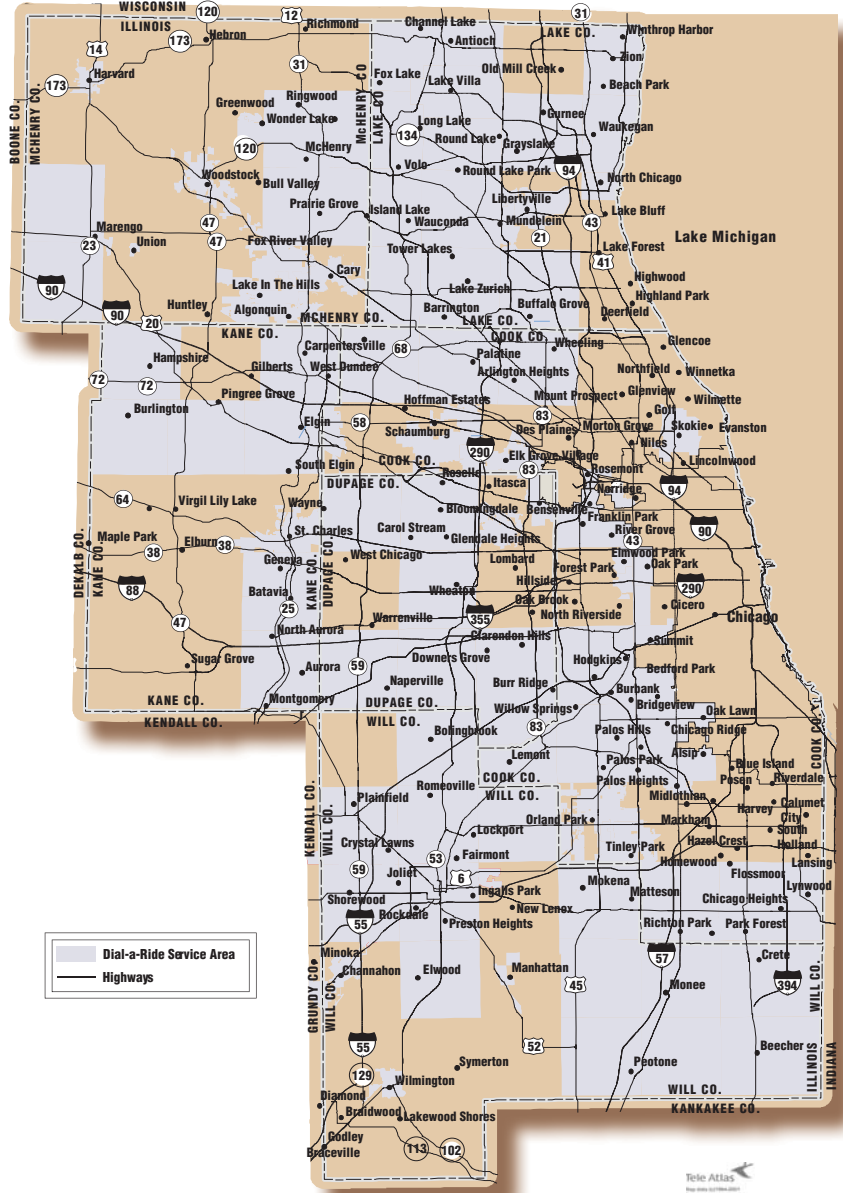 WISCONSIN
ILLINOIS
120
12
31
Richmond
Channel Lake
Winthrop Harbor
LAKE CO.
Hebron
173
14
Antioch
Zion
31
Old Mill Creek
Harvard
173
Fox Lake
Lake Villa
Beach Park
MCHENRY CO
LAKE CO.
BOONE CO.
MCHENRY CO.
Ringwood
Greenwood
Wonder Lake
Gurnee
Long Lake
134
Round Lake
Waukegan
Grayslake
120
McHenry
Volo
Round Lake Park
94
Woodstock
Bull Valley
North Chicago
Prairie Grove
Island Lake
Libertyville
Lake Bluff
47
Wauconda
Mundelein
43
Marengo
23
Union
47
Fox River Valley
21
Lake Michigan
Tower Lakes
Lake Forest
41
Cary
Highwood
90
Lake In The Hills
Lake Zurich
Highland Park
Huntley
Algonquin
Barrington
Buffalo Grove
Deerfield
90
20
MCHENRY CO.
LAKE CO.
KANE CO.
COOK CO.
Carpentersville
68
Wheeling
Glencoe
Hampshire
Palatine
Gilberts
West Dundee
Arlington Heights
Northfield
Winnetka
72
72
Pingree Grove
Mount Prospect
Glenview
Wilmette
Burlington
Hoffman Estates
83
Golf
Elgin
58
Schaumburg
Des Plaines
Morton Grove
Skokie
Evanston
290
Niles
South Elgin
COOK CO.
Elk Grove Village
Lincolnwood
Roselle
83
Rosemont
DUPAGE CO.
Itasca
Norridge
94
64
Virgil
Lily Lake
Wayne
Bloomingdale
Bensenville
Franklin Park
90
St. Charles
Carol Stream
Glendale Heights
River Grove
43
Maple Park
38
Elburn
38
DEKALB CO.
KANE CO.
Geneva
KANE CO.
DUPAGE CO.
West Chicago
Lombard
Elmwood Park
Forest Park
Oak Park
88
Batavia
Wheaton
Hillside
290
25
Oak Brook
Cicero
47
Warrenville
355
North Riverside
Chicago
North Aurora
Clarendon Hills
Summit
Sugar Grove
Aurora
59
Downers Grove
Hodgkins
Bedford Park
Naperville
Burr Ridge
Burbank
KANE CO.
Montgomery
DUPAGE CO.
Willow Springs
Bridgeview
Oak Lawn
KENDALL CO.
WILL CO.
83
Chicago Ridge
Bolingbrook
Palos Hills
Alsip
COOK CO.
Lemont
Palos Park
Blue Island
COOK CO.
Palos Heights
Posen
Riverdale
Romeoville
WILL CO.
Plainfield
Midlothian
Harvey
Calumet
City
Orland Park
Markham
South
Holland
KENDALL CO.
WILL CO.
Lockport
Crystal Lawns
Tinley Park
Hazel Crest
53
Fairmont
Homewood
Lansing
59
Joliet
6
Flossmoor
Mokena
Matteson
Lynwood
Shorewood
Ingalls Park
Chicago Heights
Rockdale
New Lenox
55
Preston Heights
Richton Park
Park Forest
Minoka
57
Crete
Channahon
Elwood
Manhattan
45
Monee
394
GRUNDY CO.
WILL CO.
WILL CO.
Dial-a-Ride Service Area
Highways
55
52
Beecher
Symerton
Peotone
129
ILLINOIS
INDIANA
Wilmington
WILL CO.
Diamond
KANKAKEE CO.
Braidwood
Lakewood Shores
Godley
113
102
Braceville
Tele Atlas